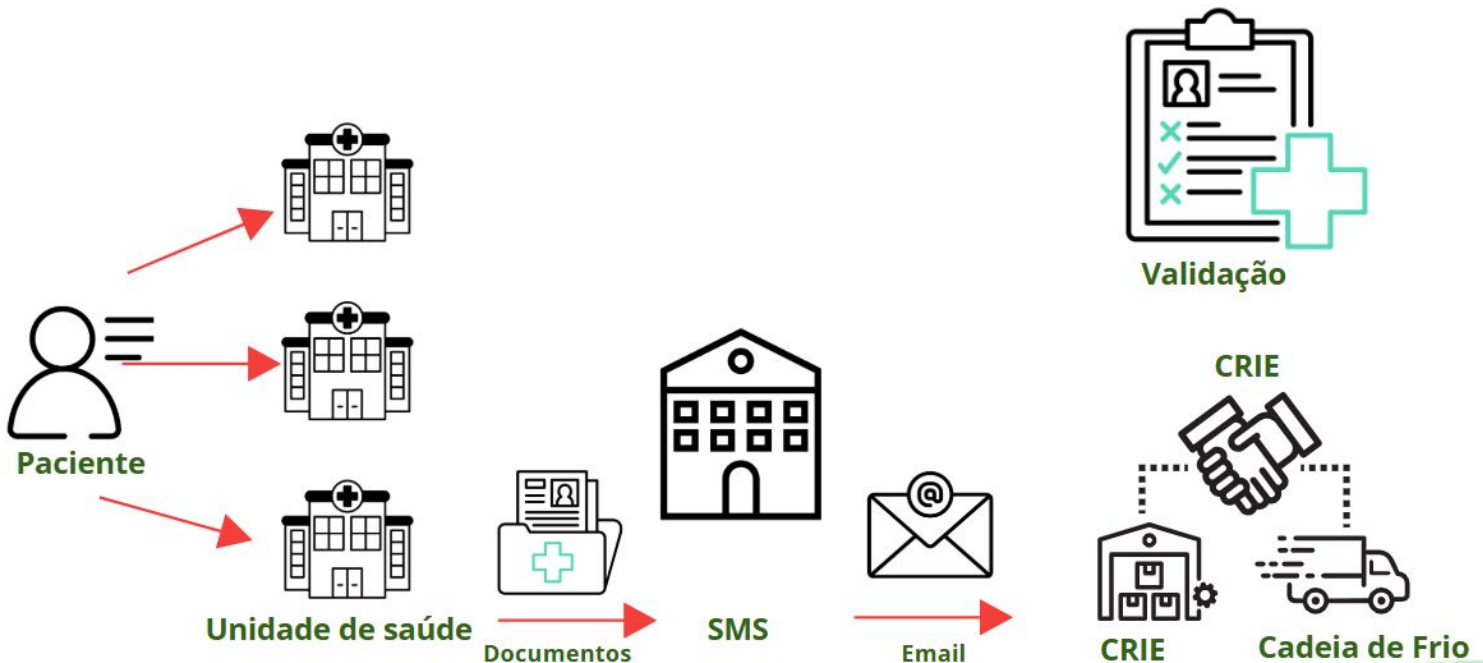 Validação
CRIE
Paciente
Unidade de saúde
Documentos
SMS
@
Email
CRIE
Cadeia de Frio